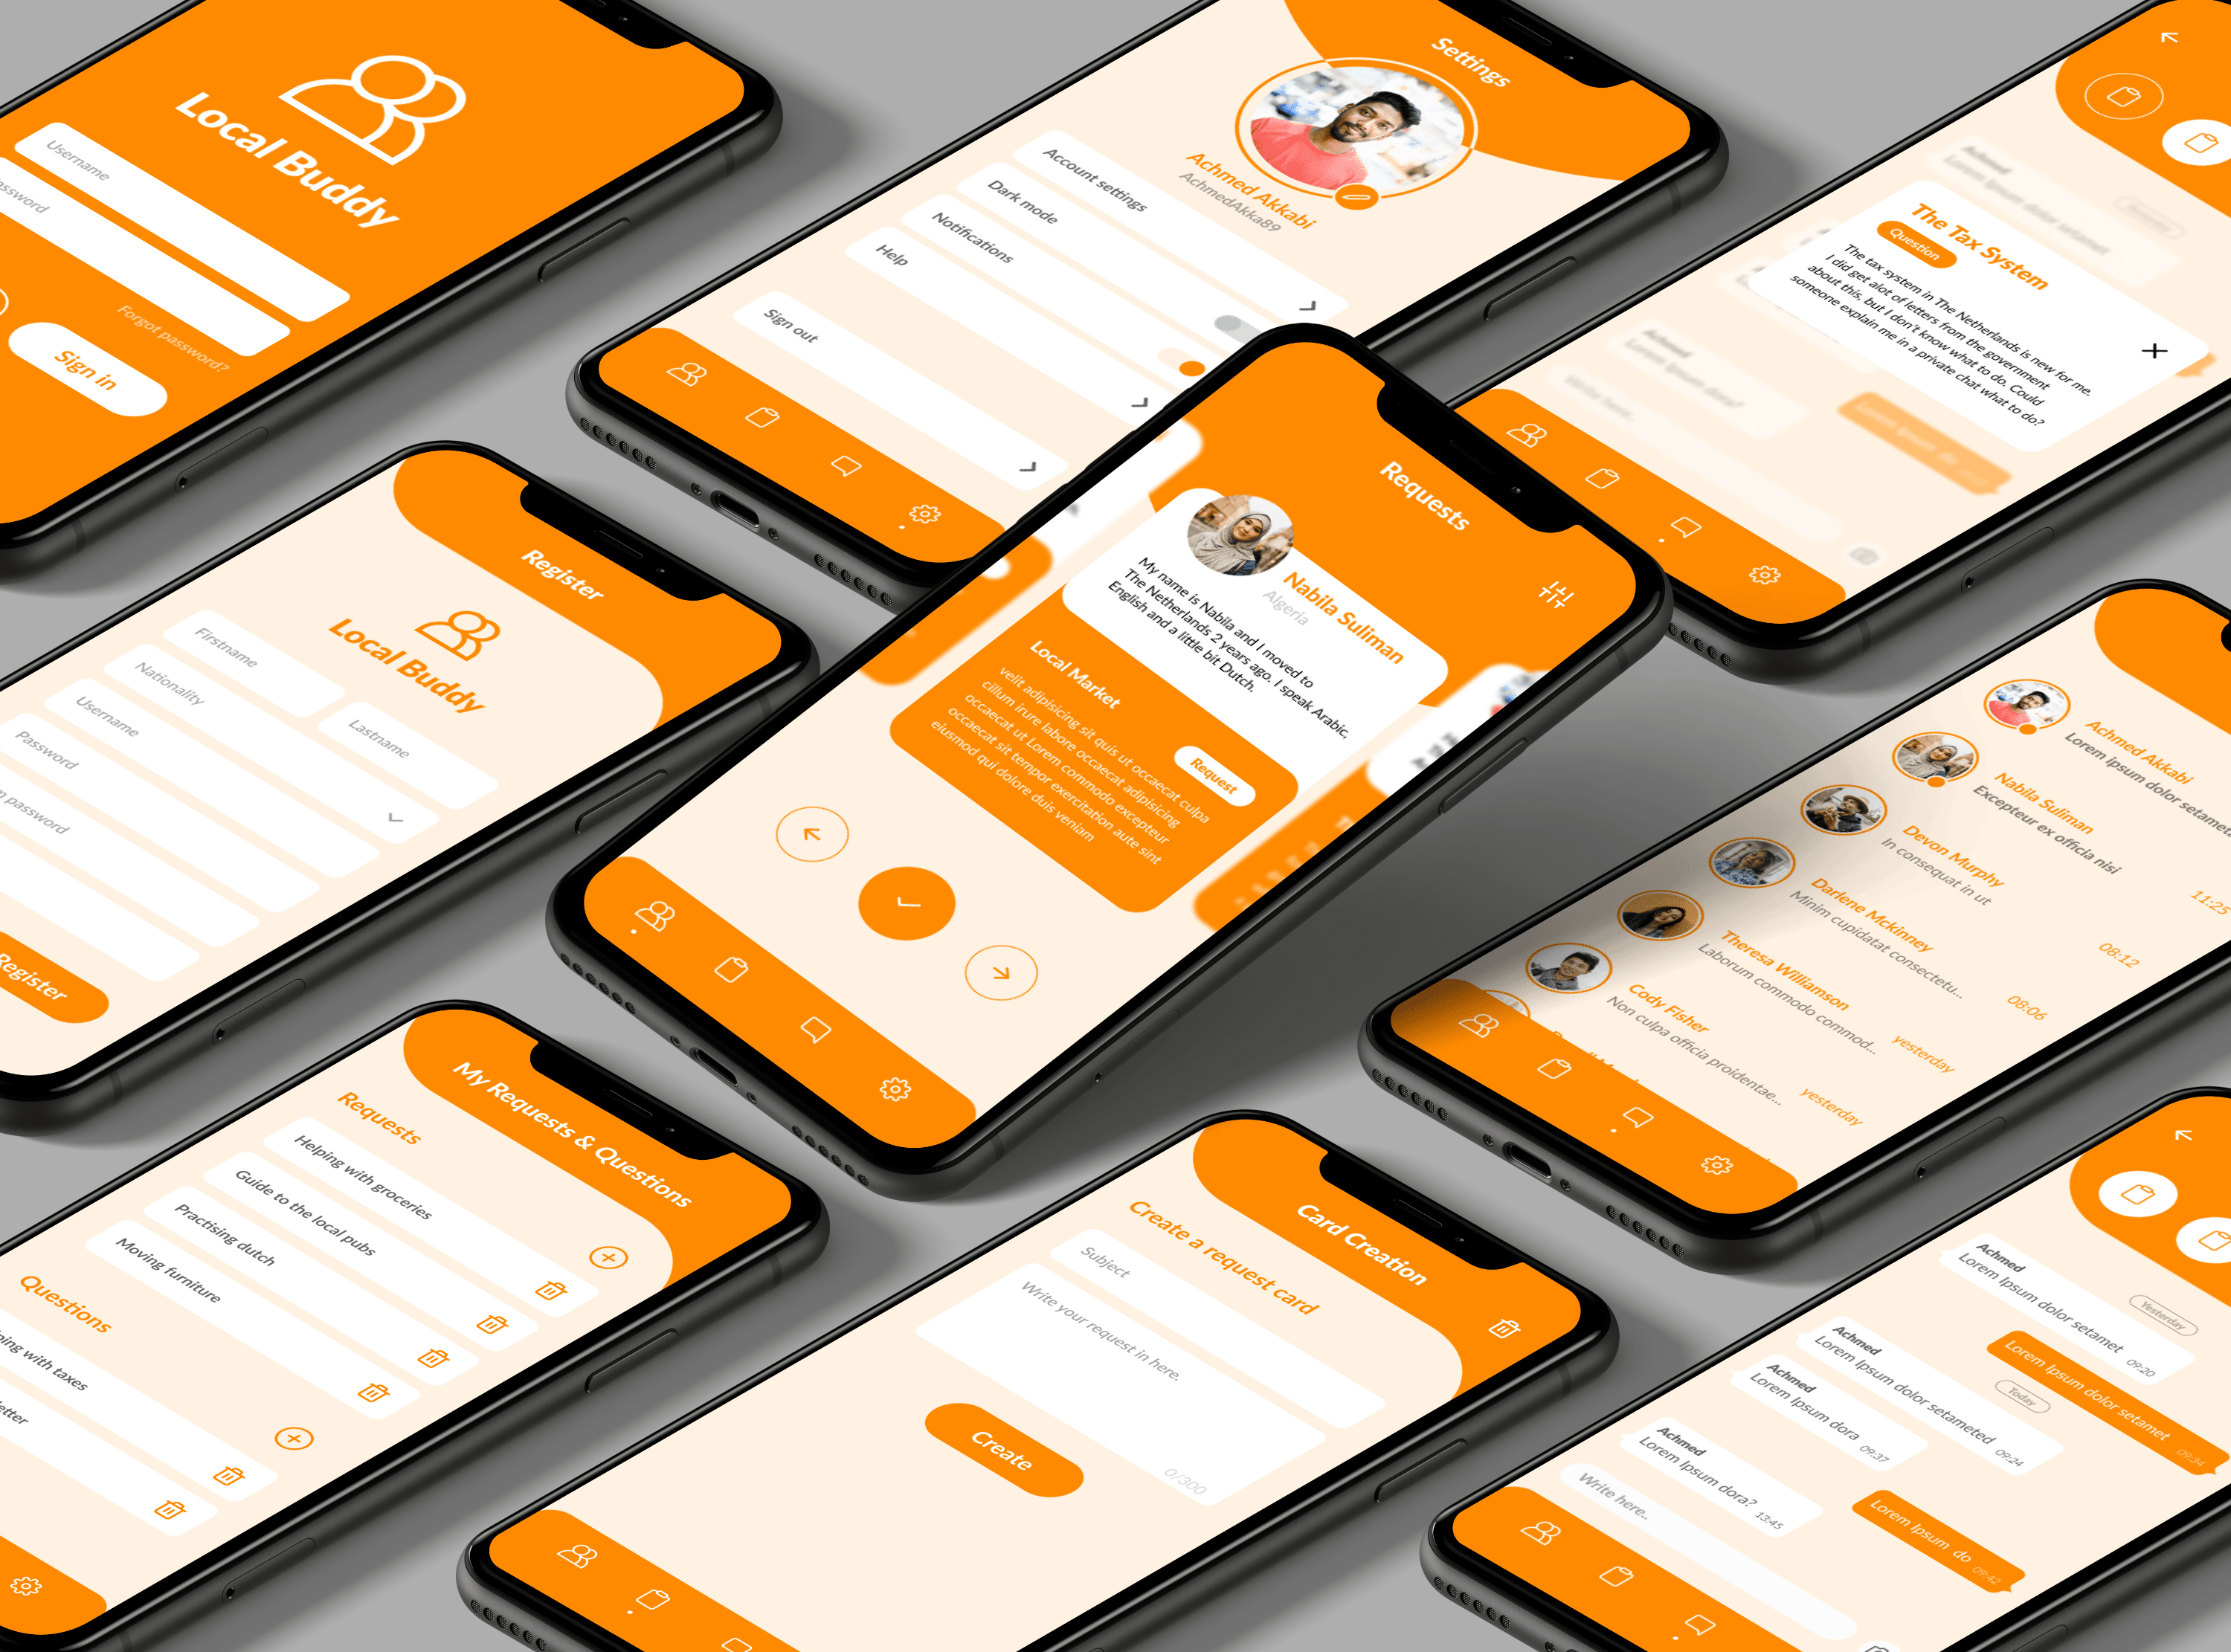 Local Buddy
Username
Forgot password?
Sign in
Settings
Achmed Akkabi
AchmedAkka89
Account settings
Dark mode
Notifications
Help
Sign out
The Tax System
Question
The tax system in The Netherlands is new for me.
I did get alot of letters from the government
about this, but I don't know what to do. Could
someone explain me in a private chat what to do?
Achmed
Lorem Ipsum dolor setamet
Achmed
Lorem Ipsum dora?
Write here..
Register
Local Buddy
Firstname
Lastname
Nationality
Username
Password
password
Register
Requests
Nabila Suliman
Algeria
My name is Nabila and I moved to
The Netherlands 2 years ago. I speak Arabic,
English and a little bit Dutch.
Local Market
Request
velit adipisicing sit quis ut occaecat culpa
cillum irure labore occaecat adipisicing
occaecat ut Lorem commodo excepteur
occaecat sit tempor exercitation aute sint
eiusmod qui dolore duis veniam
Achmed Akkabi
Lorem ipsum dolor setamet
Nabila Suliman
Excepteur ex officia nisi
11:25
Devon Murphy
In consequat in ut
08:12
Darlene Mckinney
Minim cupidatat consectetu...
08:06
Theresa Williamson
Laborum commodo commod...
yesterday
Cody Fisher
Non culpa officia proidentae...
yesterday
My Requests & Questions
Requests
Helping with groceries
Guide to the local pubs
Practising dutch
Moving furniture
Questions
with taxes
Card Creation
Create a request card
Subject
Write your request in here.
0/300
Create
Achmed
Lorem Ipsum dolor setamet
09:20
Yesterday
Lorem Ipsum dolor setamet
09:34
Achmed
Lorem Ipsum dolor setameted
09:24
Today
Achmed
Lorem Ipsum dora
09:37
Achmed
Lorem Ipsum dora?
13:45
Lorem Ipsum do
09:42
Write here..